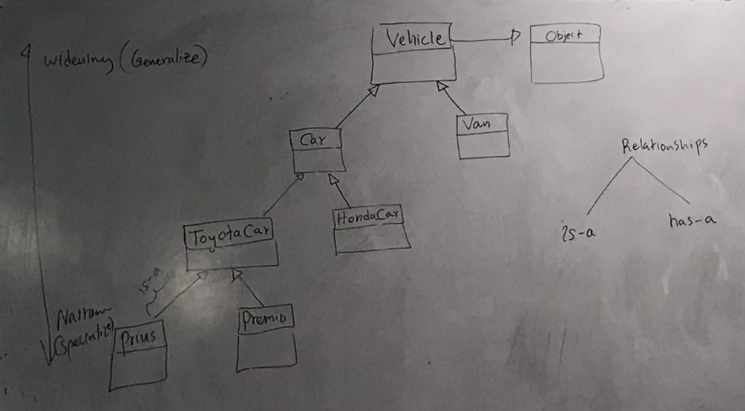 Vehicle
Object
Widening (Generalize)
Car
Van
Relationships
is-a
has-a
ToyotaCar
HondaCar
is-a
Narrow
(specialize)
Prius
Premio